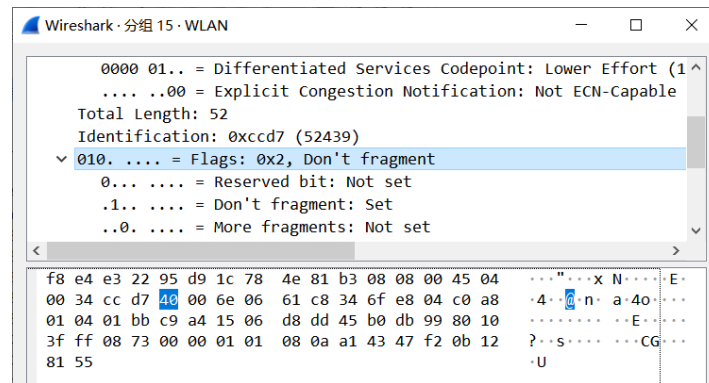 Wireshark · 分组 15 · WLAN
0000 01.. = Differentiated Services Codepoint: Lower Effort (1
.... ..00 = Explicit Congestion Notification: Not ECN-Capable
Total Length: 52
Identification: 0xccd7 (52439)
010. .... = Flags: 0x2, Don't fragment
0... .... = Reserved bit: Not set
.1.. .... = Don't fragment: Set
..0. .... = More fragments: Not set
f8 e4 e3 22 95 d9 1c 78 4e 81 b3 08 08 00 45 04 ···"···x N·····E·
00 34 cc d7 40 00 6e 06 61 c8 34 6f e8 04 c0 a8 ·4··@·n· a·4o····
01 04 01 bb c9 a4 15 06 d8 dd 45 b0 db 99 80 10 ········ ··E·····
3f ff 08 73 00 00 01 01 08 0a a1 43 47 f2 0b 12 ?··s···· ···CG···
81 55 ·U